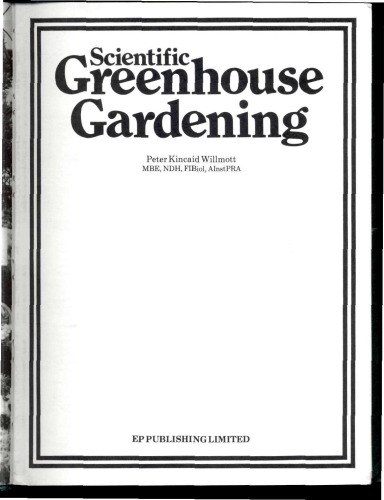 Scientific
Greenhouse
Gardening
Peter Kincaid Willmott
MBE, NDH, FIBiol, AInstPRA
EP PUBLISHING LIMITED